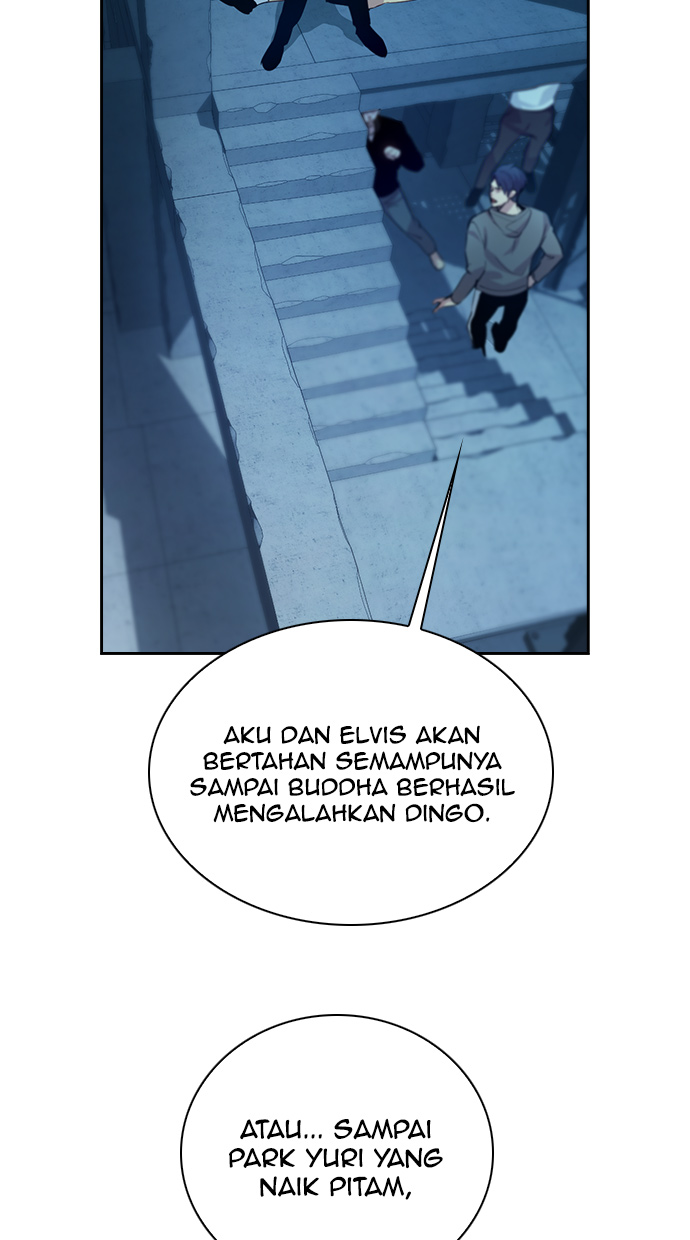 AKU DAN ELVIS AKAN
BERTAHAN SEMAMPUNYA
SAMPAI BUDDHA BERHASIL
MENGALAHKAN DINGO.
ATAU... SAMPAI
PARK YURI YANG
NAIK PITAM,